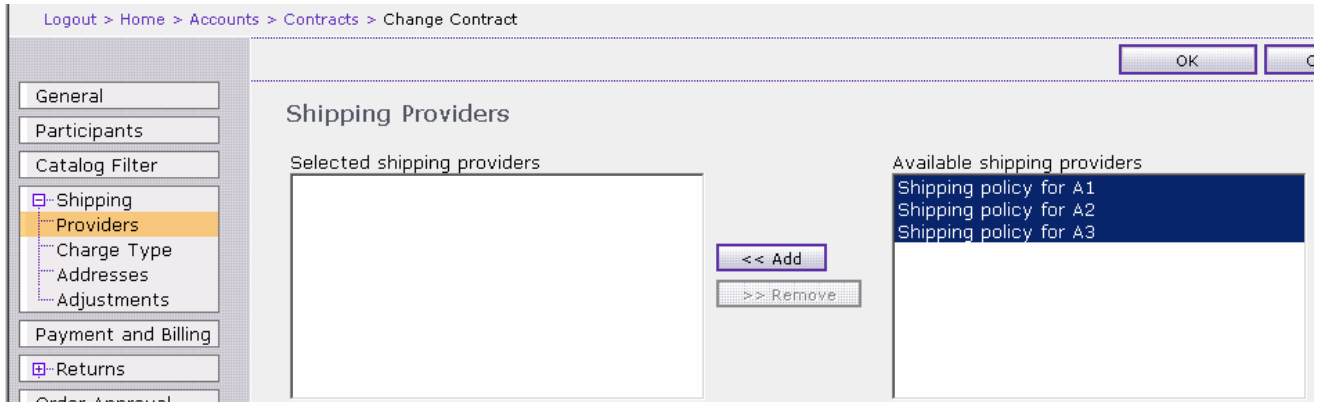 Logout > Home > Accounts > Contracts > Change Contract
OK
General
Shipping Providers
Participants
Catalog Filter
Selected shipping providers
Available shipping providers
Shipping
Shipping policy for A1
Shipping policy for A2
Shipping policy for A3
Providers
Charge Type
<< Add
Addresses
>> Remove
Adjustments
Payment and Billing
Returns
Order Approval